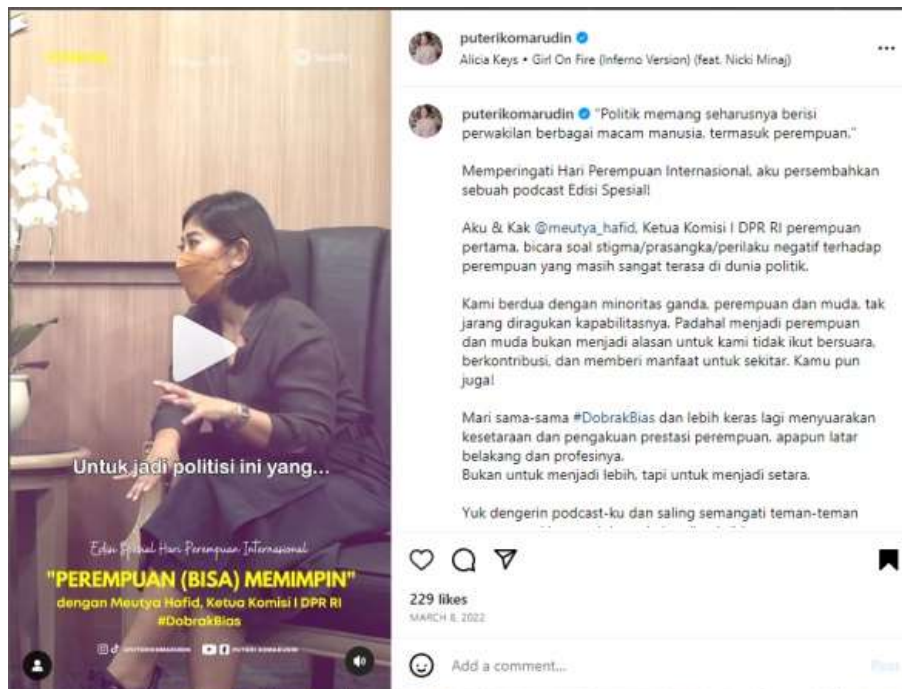 Untuk jadi politisi ini yang...
Edisi Spesial Hari Perempuan Internasional
"PEREMPUAN (BISA) MEMIMPIN"
dengan Meutya Hafid, Ketua Komisi I DPR RI
#DobrakBias
puterikomarudin
Alicia Keys • Girl On Fire (Inferno Version) (feat. Nicki Minaj)
puterikomarudin "Politik memang seharusnya berisi
perwakilan berbagai macam manusia, termasuk perempuan."
Memperingati Hari Perempuan Internasional, aku persembahkan
sebuah podcast Edisi Spesial!
Aku & Kak @meutya_hafid, Ketua Komisi I DPR RI perempuan
pertama, bicara soal stigma/prasangka/perilaku negatif terhadap
perempuan yang masih sangat terasa di dunia politik.
Kami berdua dengan minoritas ganda, perempuan dan muda, tak
jarang diragukan kapabilitasnya. Padahal menjadi perempuan
dan muda bukan menjadi alasan untuk kami tidak ikut bersuara,
berkontribusi, dan memberi manfaat untuk sekitar. Kamu pun
juga!
Mari sama-sama #DobrakBias dan lebih keras lagi menyuarakan
kesetaraan dan pengakuan prestasi perempuan, apapun latar
belakang dan profesinya.
Bukan untuk menjadi lebih, tapi untuk menjadi setara.
Yuk dengerin podcast-ku dan saling semangati teman-teman
229 likes
MARCH 8, 2022
Add a comment...
Post